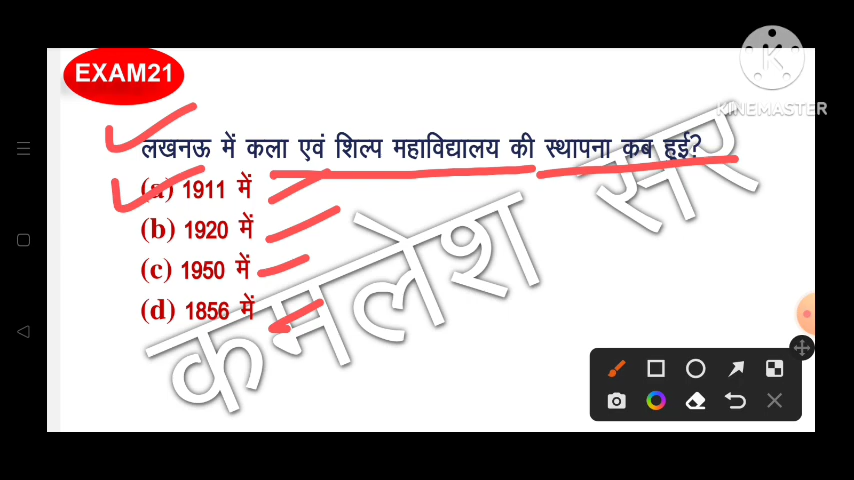 EXAM21
KINEMASTER
लखनऊ में कला एवं शिल्प महाविद्यालय की स्थापना कब हुई?
(a) 1911 में
(b) 1920 में
(c) 1950 में
(d) 1856 में
कमलेश सर